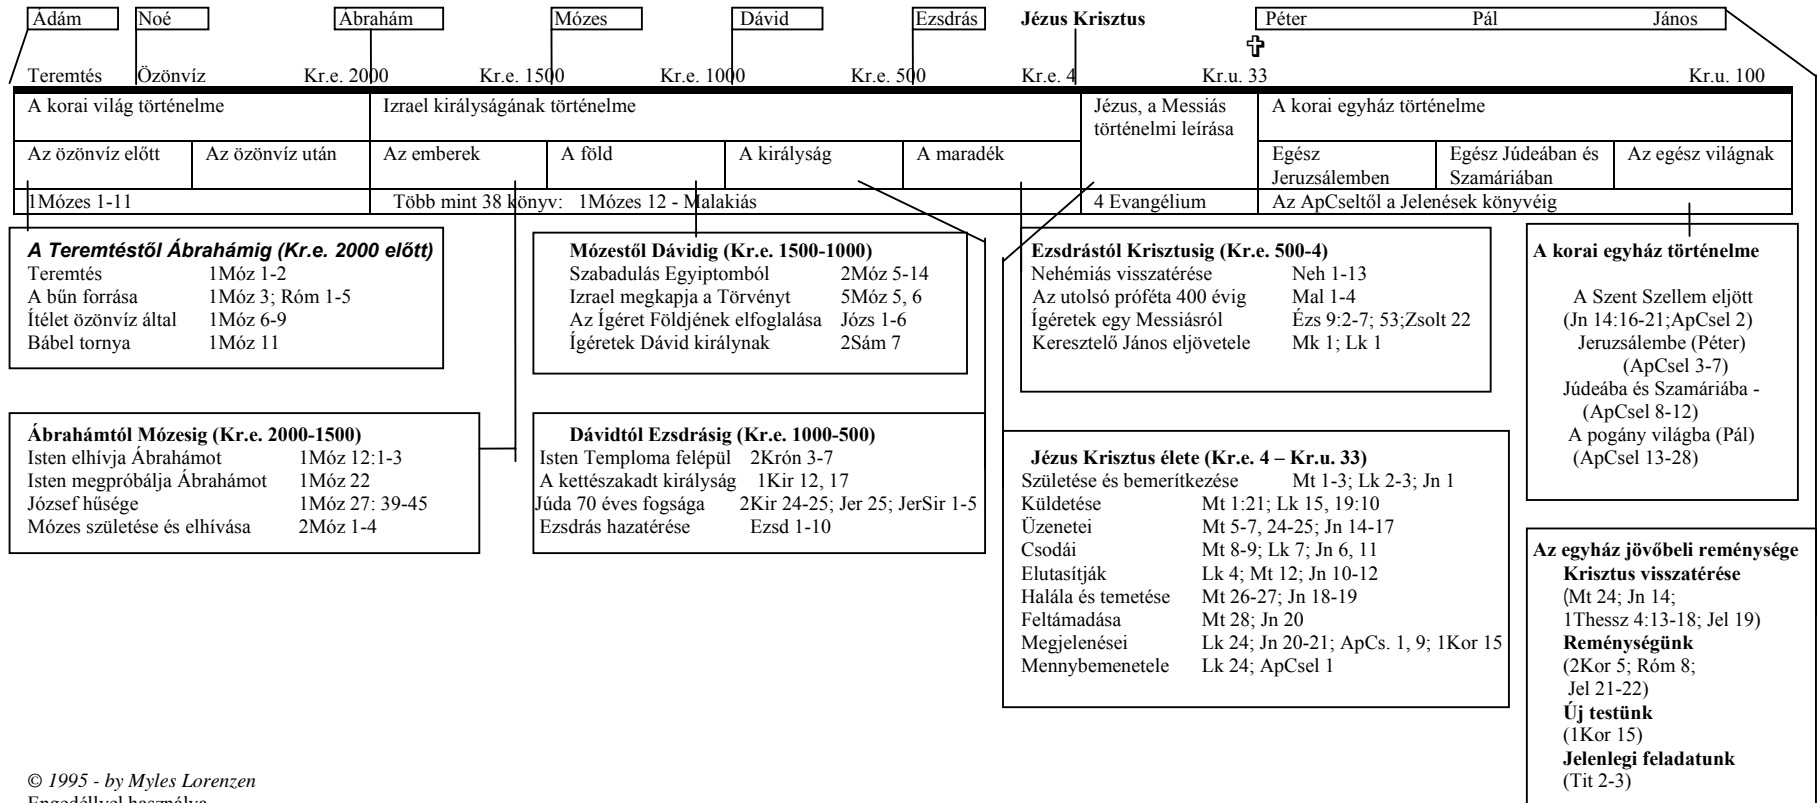 Ádám Noé Ábrahám Mózes Dávid Ezsdrás Jézus Krisztus Péter Pál János
Teremtés Özönvíz Kr.e. 2000 Kr.e. 1500 Kr.e. 1000 Kr.e. 500 Kr.e. 4 Kr.u. 33 Kr.u. 100
A korai világ történelme
Izrael királyságának történelme
Jézus, a Messiás
történelmi leírása
A korai egyház történelme
Az özönvíz előtt
Az özönvíz után
Az emberek
A föld
A királyság
A maradék
Egész
Jeruzsálemben
Egész Júdeában és
Szamáriában
Az egész világnak
1Mózes 1-11
Több mint 38 könyv: 1Mózes 12 - Malakiás
4 Evangélium
Az ApCseltől a Jelenések könyvéig
A Teremtéstől Ábrahámig (Kr.e. 2000 előtt)
Teremtés 1Móz 1-2
A bűn forrása 1Móz 3; Róm 1-5
Ítélet özönvíz által 1Móz 6-9
Bábel tornya 1Móz 11
Mózestől Dávidig (Kr.e. 1500-1000)
Szabadulás Egyiptomból 2Móz 5-14
Izrael megkapja a Törvényt 5Móz 5, 6
Az Ígéret Földjének elfoglalása Józs 1-6
Ígéretek Dávid királynak 2Sám 7
Ezsdrástól Krisztusig (Kr.e. 500-4)
Nehémiás visszatérése Neh 1-13
Az utolsó próféta 400 évig Mal 1-4
Ígéretek egy Messiásról Ézs 9:2-7; 53;Zsolt 22
Keresztelő János eljövetele Mk 1; Lk 1
A korai egyház történelme
A Szent Szellem eljött
(Jn 14:16-21;ApCsel 2)
Jeruzsálembe (Péter)
(ApCsel 3-7)
Júdeába és Szamáriába -
(ApCsel 8-12)
A pogány világba (Pál)
(ApCsel 13-28)
Ábrahámtól Mózesig (Kr.e. 2000-1500)
Isten elhívja Ábrahámot 1Móz 12:1-3
Isten megpróbálja Ábrahámot 1Móz 22
József hűsége 1Móz 27: 39-45
Mózes születése és elhívása 2Móz 1-4
Dávidtól Ezsdrásig (Kr.e. 1000-500)
Isten Temploma felépül 2Krón 3-7
A kettészakadt királyság 1Kir 12, 17
Júda 70 éves fogsága 2Kir 24-25; Jer 25; JerSir 1-5
Ezsdrás hazatérése Ezsd 1-10
Jézus Krisztus élete (Kr.e. 4 – Kr.u. 33)
Születése és bemerítkezése Mt 1-3; Lk 2-3; Jn 1
Küldetése Mt 1:21; Lk 15, 19:10
Üzenetei Mt 5-7, 24-25; Jn 14-17
Csodái Mt 8-9; Lk 7; Jn 6, 11
Elutasítják Lk 4; Mt 12; Jn 10-12
Halála és temetése Mt 26-27; Jn 18-19
Feltámadása Mt 28; Jn 20
Megjelenései Lk 24; Jn 20-21; ApCs. 1, 9; 1Kor 15
Mennybemenetele Lk 24; ApCsel 1
Az egyház jövőbeli reménysége
Krisztus visszatérése
(Mt 24; Jn 14;
1Thessz 4:13-18; Jel 19)
Reménységünk
(2Kor 5; Róm 8;
Jel 21-22)
Új testünk
(1Kor 15)
Jelenlegi feladatunk
(Tit 2-3)
© 1995 - by Myles Lorenzen
Engedéllyel használva